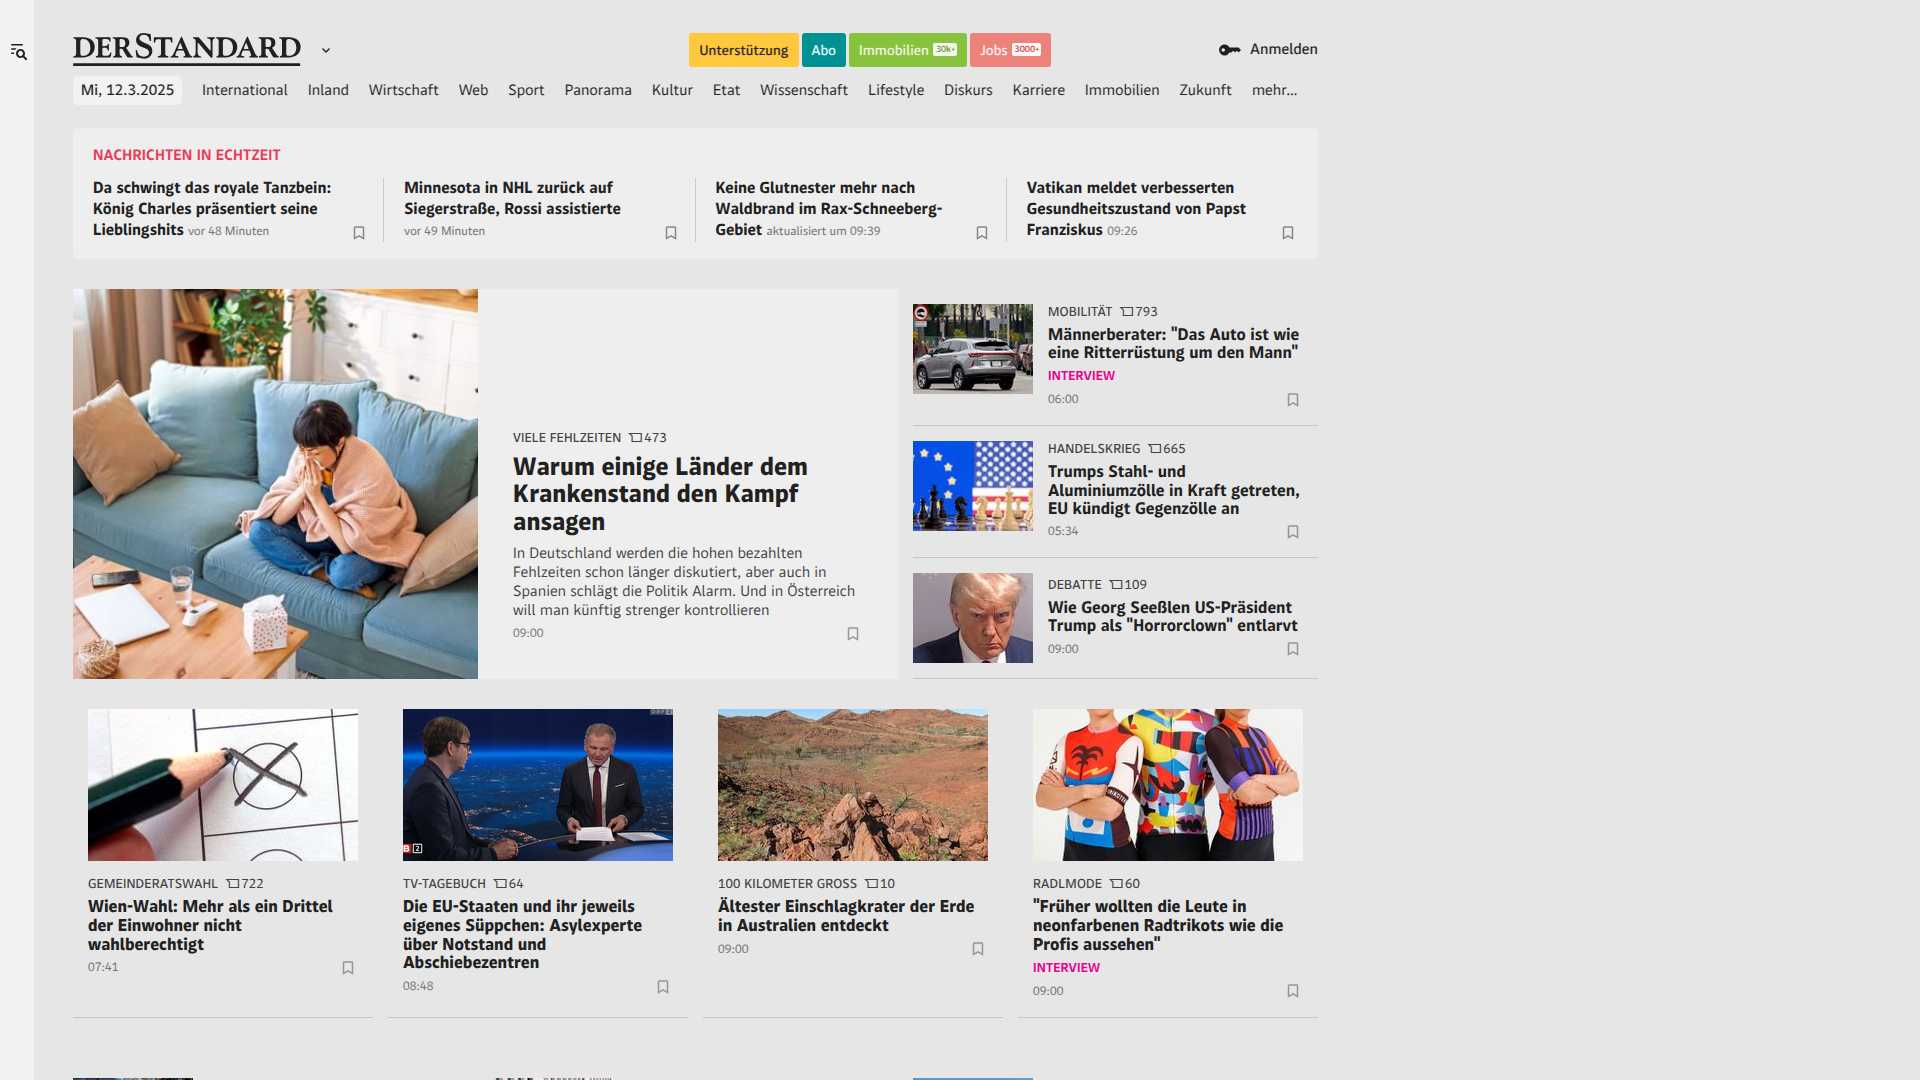 DERSTANDARD
Unterstützung
Abo
Immobilien 30k+
Jobs 3000+
Anmelden
Mi, 12.3.2025
International
Inland
Wirtschaft
Web
Sport
Panorama
Kultur
Etat
Wissenschaft
Lifestyle
Diskurs
Karriere
Immobilien
Zukunft
mehr...
NACHRICHTEN IN ECHTZEIT
Da schwingt das royale Tanzbein:
König Charles präsentiert seine
Lieblingshits vor 48 Minuten
Minnesota in NHL zurück auf
Siegerstraße, Rossi assistierte
vor 49 Minuten
Keine Glutnester mehr nach
Waldbrand im Rax-Schneeberg-
Gebiet aktualisiert um 09:39
Vatikan meldet verbesserten
Gesundheitszustand von Papst
Franziskus 09:26
VIELE FEHLZEITEN 473
Warum einige Länder dem
Krankenstand den Kampf
ansagen
In Deutschland werden die hohen bezahlten
Fehlzeiten schon länger diskutiert, aber auch in
Spanien schlägt die Politik Alarm. Und in Österreich
will man künftig strenger kontrollieren
09:00
MOBILITÄT 793
Männerberater: "Das Auto ist wie
eine Ritterrüstung um den Mann"
INTERVIEW
06:00
HANDELSKRIEG 665
Trumps Stahl- und
Aluminiumzölle in Kraft getreten,
EU kündigt Gegenzölle an
05:34
DEBATTE 109
Wie Georg Seeßlen US-Präsident
Trump als "Horrorclown" entlarvt
09:00
GEMEINDERATSWAHL 722
Wien-Wahl: Mehr als ein Drittel
der Einwohner nicht
wahlberechtigt
07:41
TV-TAGEBUCH 64
Die EU-Staaten und ihr jeweils
eigenes Süppchen: Asylexperte
über Notstand und
Abschiebezentren
08:48
100 KILOMETER GROSS 10
Ältester Einschlagkrater der Erde
in Australien entdeckt
09:00
RADLMODE 60
"Früher wollten die Leute in
neonfarbenen Radtrikots wie die
Profis aussehen"
INTERVIEW
09:00